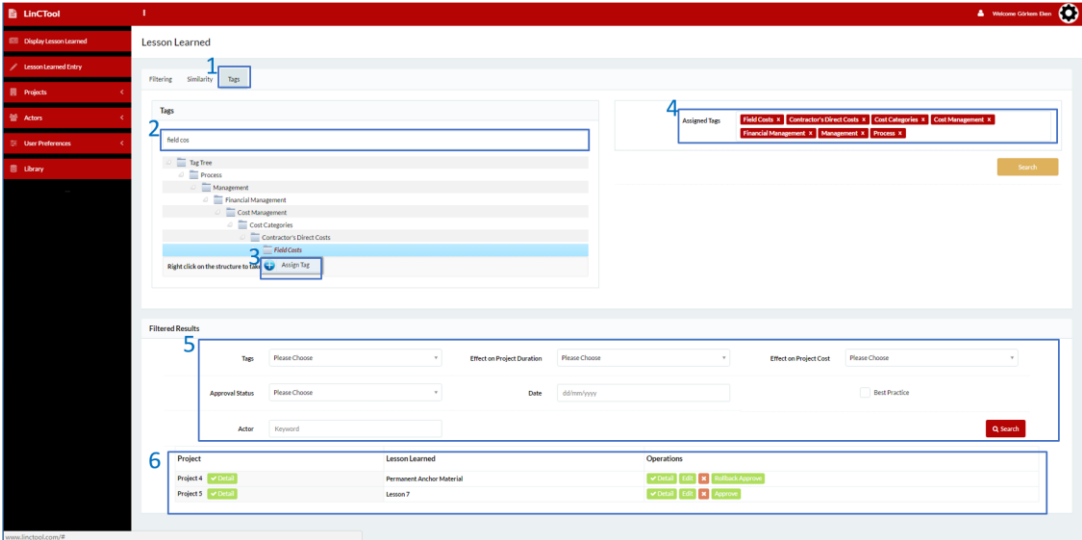 LinCTool
Welcome Görkem Eken
Display Lesson Learned
Lesson Learned Entry
Projects
Actors
User Preferences
Library
Lesson Learned
1
Filtering Similarity Tags
Tags
2
field cos
Tag Tree
Process
Management
Financial Management
Cost Management
Cost Categories
Contractor's Direct Costs
Field Costs
3
Right click on the structure to take
Assign Tag
4
Assigned Tags
Field Costs x Contractor's Direct Costs x Cost Categories x Cost Management x
Financial Management x Management x Process x
Search
Filtered Results
5
Tags Please Choose Effect on Project Duration Please Choose Effect on Project Cost Please Choose
Approval Status Please Choose Date dd/mm/yyyy Best Practice
Actor Keyword Search
6
Project Lesson Learned Operations
Project 4 Detail Permanent Anchor Material Detail Edit Rollback Approve
Project 5 Detail Lesson 7 Detail Edit Approve
www.linctool.com/#